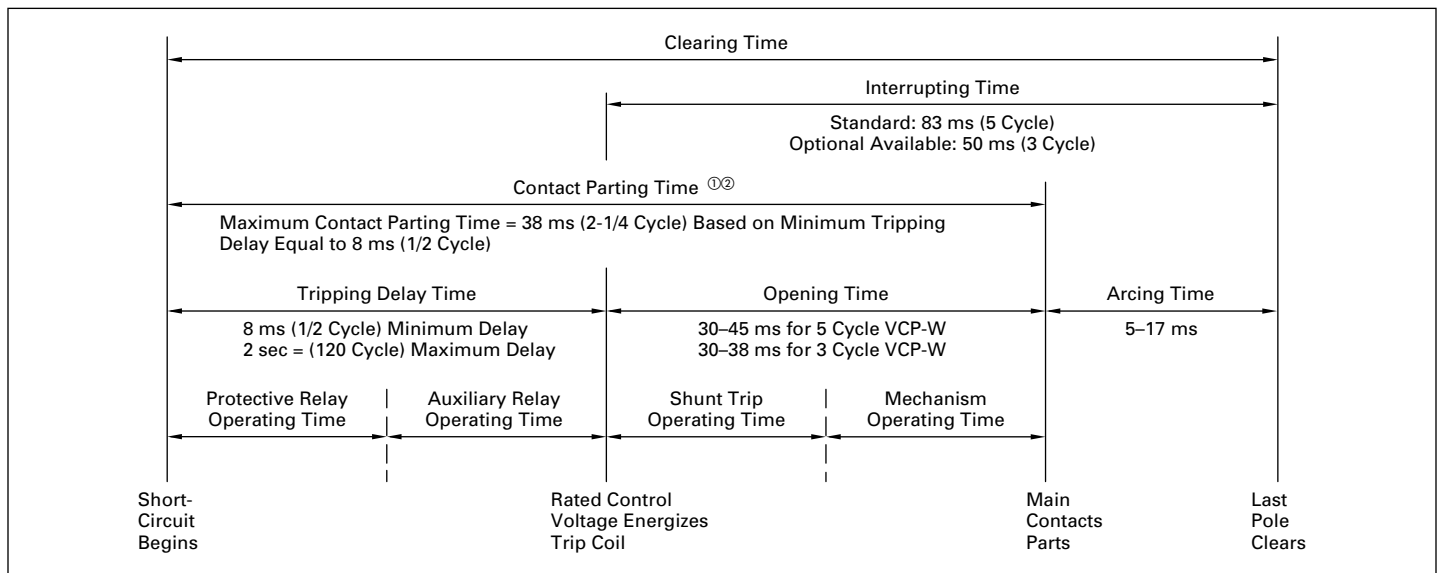 Clearing Time
Interrupting Time
Standard: 83 ms (5 Cycle)
Optional Available: 50 ms (3 Cycle)
Contact Parting Time ①②
Maximum Contact Parting Time = 38 ms (2-1/4 Cycle) Based on Minimum Tripping
Delay Equal to 8 ms (1/2 Cycle)
Tripping Delay Time
8 ms (1/2 Cycle) Minimum Delay
2 sec = (120 Cycle) Maximum Delay
Opening Time
30–45 ms for 5 Cycle VCP-W
30–38 ms for 3 Cycle VCP-W
Arcing Time
5–17 ms
Protective Relay
Operating Time
Auxiliary Relay
Operating Time
Shunt Trip
Operating Time
Mechanism
Operating Time
Short-
Circuit
Begins
Rated Control
Voltage Energizes
Trip Coil
Main
Contacts
Parts
Last
Pole
Clears